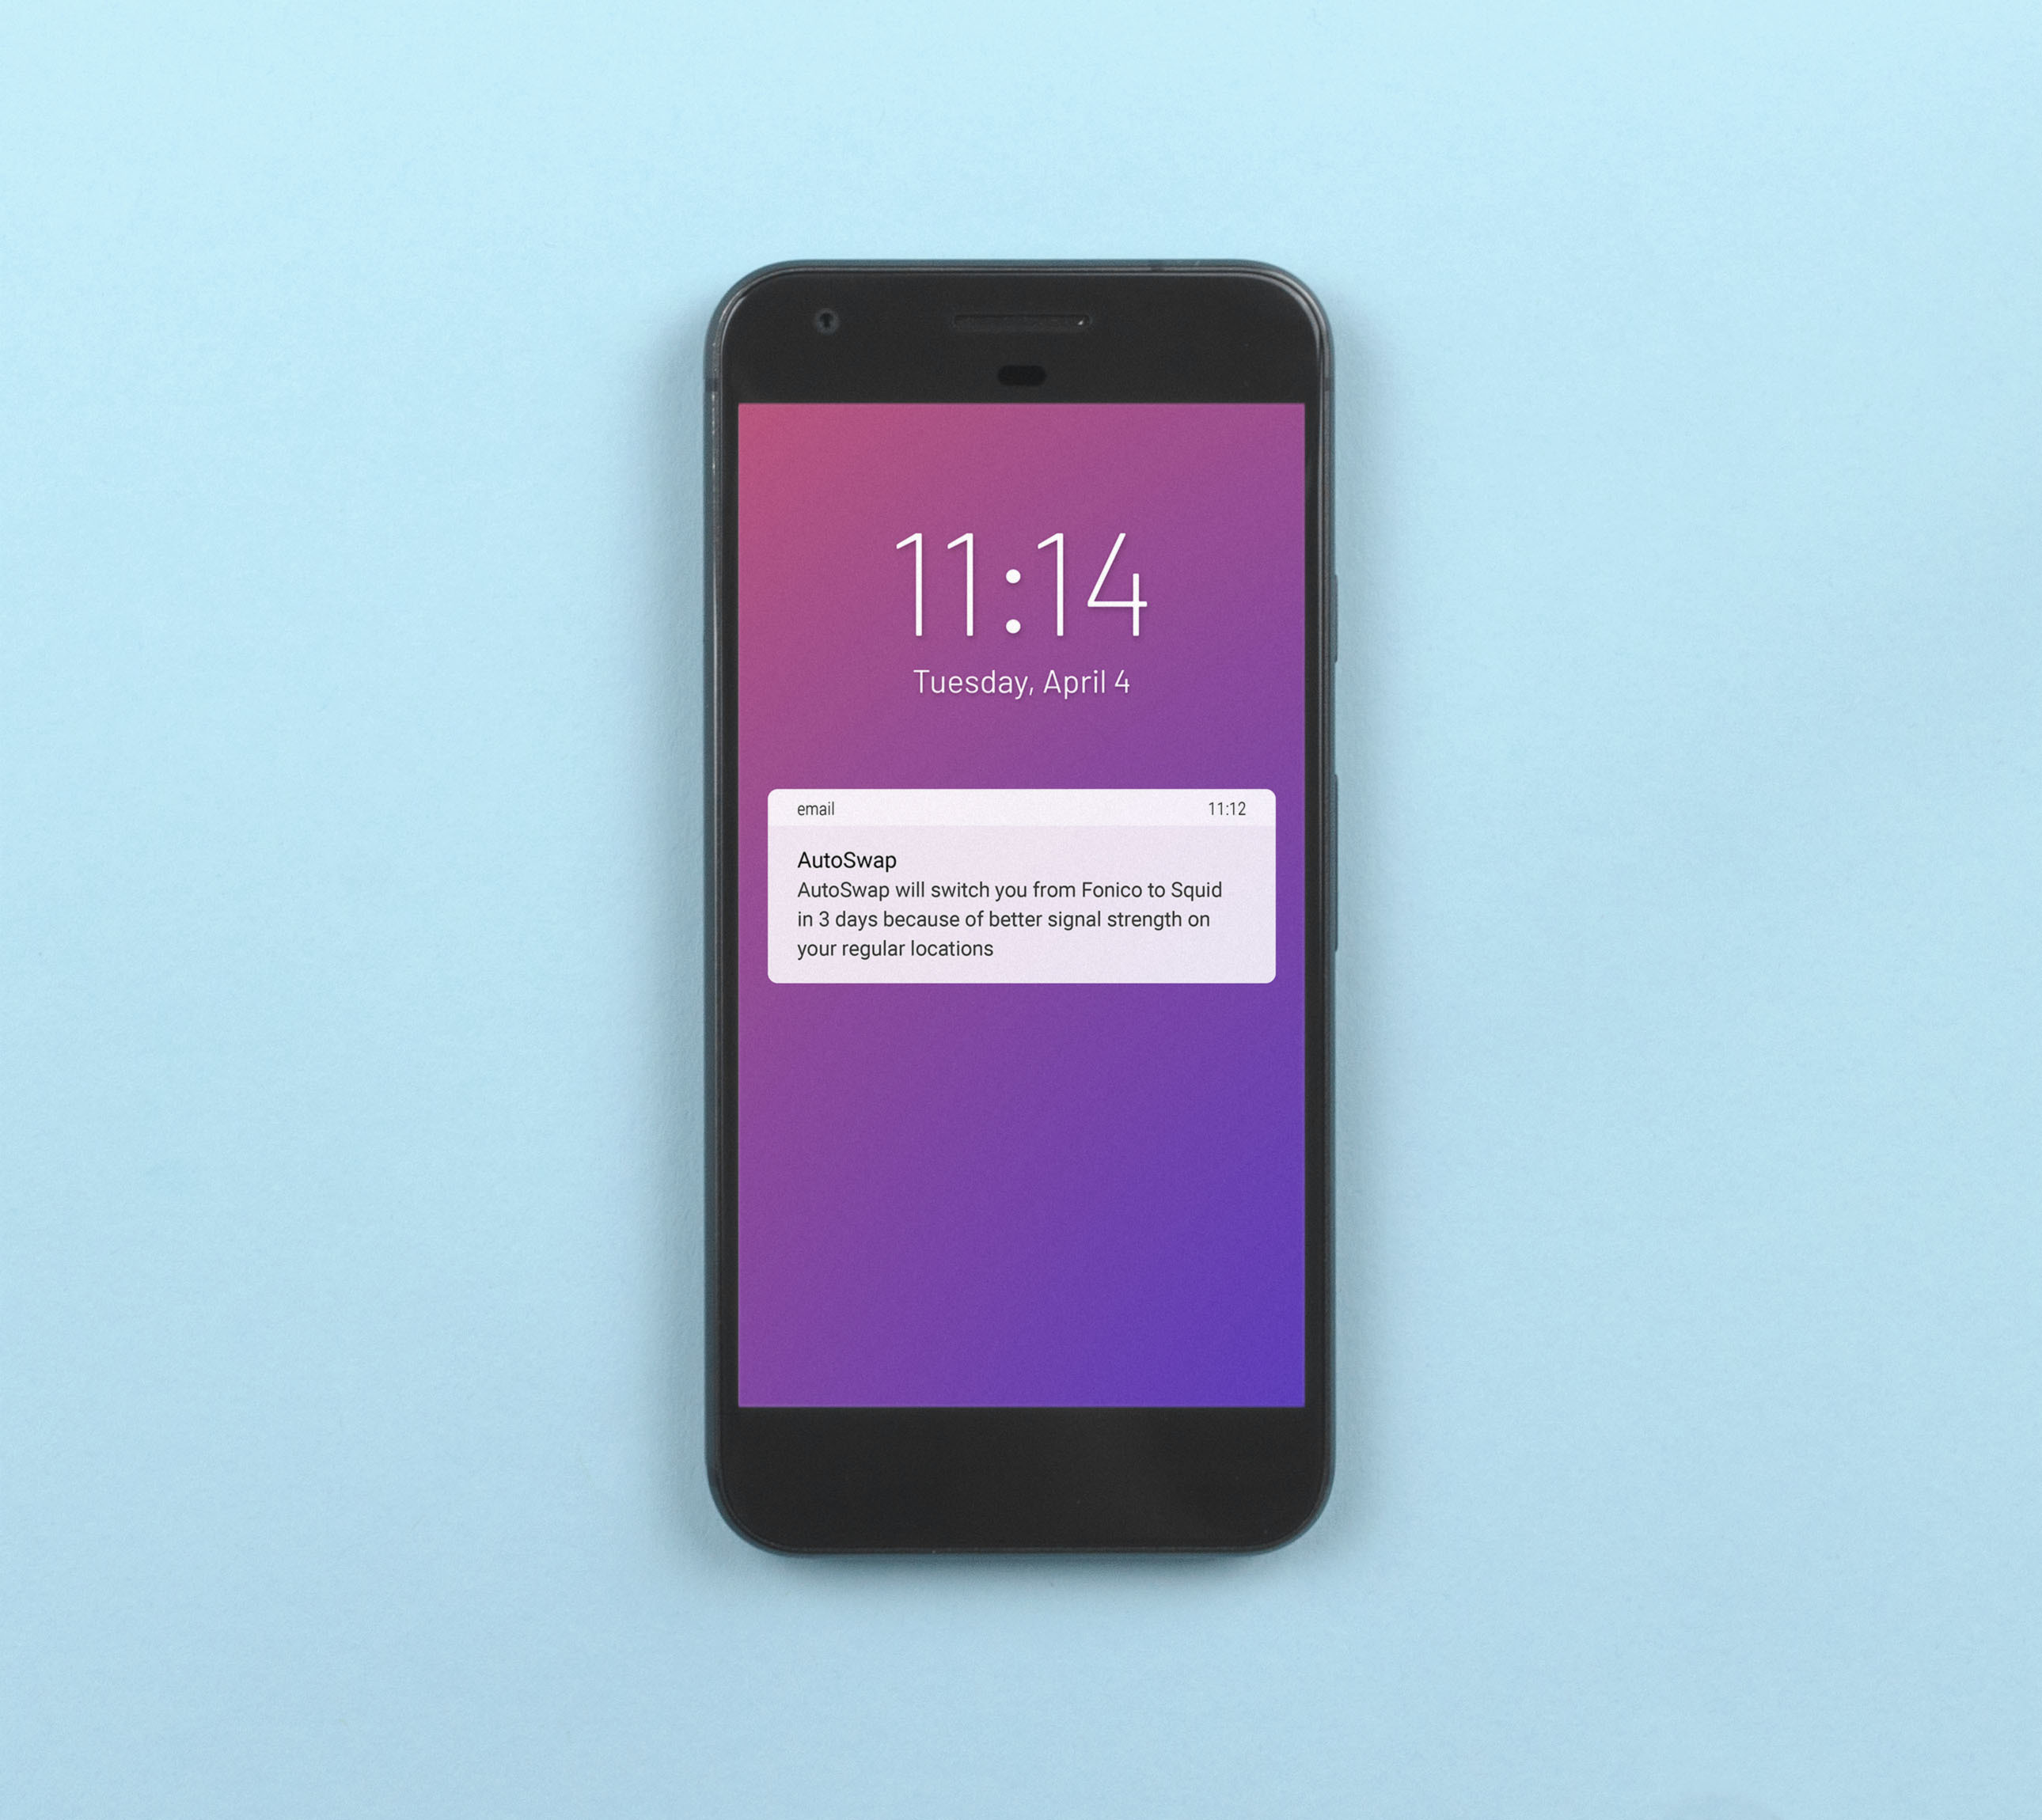 11:14
Tuesday, April 4
email 11:12
AutoSwap
AutoSwap will switch you from Fonico to Squid
in 3 days because of better signal strength on
your regular locations